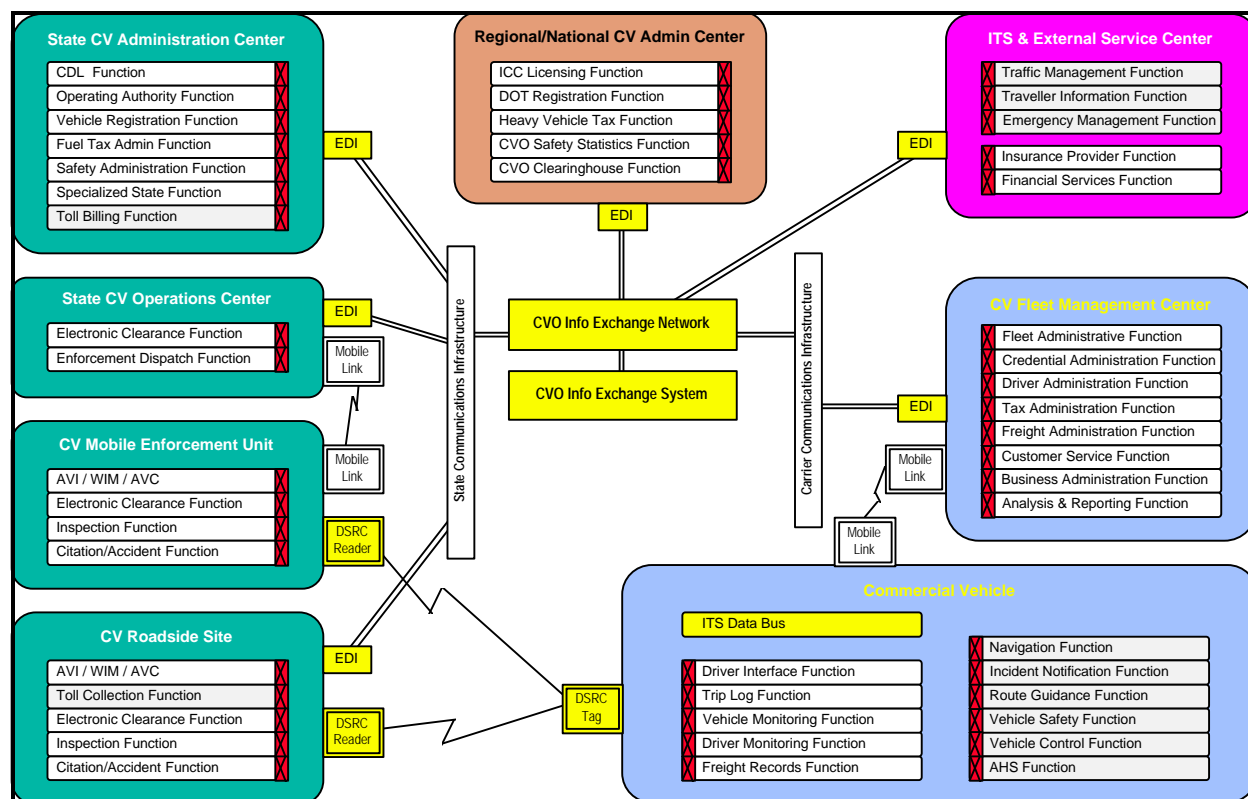 State CV Administration Center
CDL Function
Operating Authority Function
Vehicle Registration Function
Fuel Tax Admin Function
Safety Administration Function
Specialized State Function
Toll Billing Function
EDI
Regional/National CV Admin Center
ICC Licensing Function
DOT Registration Function
Heavy Vehicle Tax Function
CVO Safety Statistics Function
CVO Clearinghouse Function
EDI
ITS & External Service Center
Traffic Management Function
Traveller Information Function
Emergency Management Function
Insurance Provider Function
Financial Services Function
EDI
State CV Operations Center
Electronic Clearance Function
Enforcement Dispatch Function
EDI
Mobile
Link
State Communications Infrastructure
CVO Info Exchange Network
CVO Info Exchange System
Carrier Communications Infrastructure
CV Fleet Management Center
Fleet Administrative Function
Credential Administration Function
Driver Administration Function
Tax Administration Function
Freight Administration Function
Customer Service Function
Business Administration Function
Analysis & Reporting Function
EDI
Mobile
Link
Mobile
Link
CV Mobile Enforcement Unit
AVI / WIM / AVC
Electronic Clearance Function
Inspection Function
Citation/Accident Function
Mobile
Link
DSRC
Reader
CV Roadside Site
AVI / WIM / AVC
Toll Collection Function
Electronic Clearance Function
Inspection Function
Citation/Accident Function
EDI
DSRC
Reader
DSRC
Tag
Commercial Vehicle
ITS Data Bus
Driver Interface Function
Trip Log Function
Vehicle Monitoring Function
Driver Monitoring Function
Freight Records Function
Navigation Function
Incident Notification Function
Route Guidance Function
Vehicle Safety Function
Vehicle Control Function
AHS Function